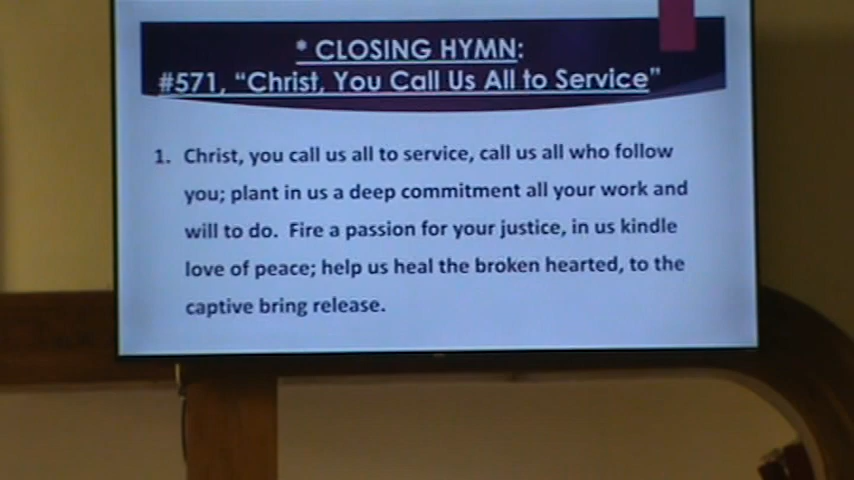 * CLOSING HYMN:
#571, “Christ, You Call Us All to Service”
1. Christ, you call us all to service, call us all who follow
you; plant in us a deep commitment all your work and
will to do. Fire a passion for your justice, in us kindle
love of peace; help us heal the broken hearted, to the
captive bring release.